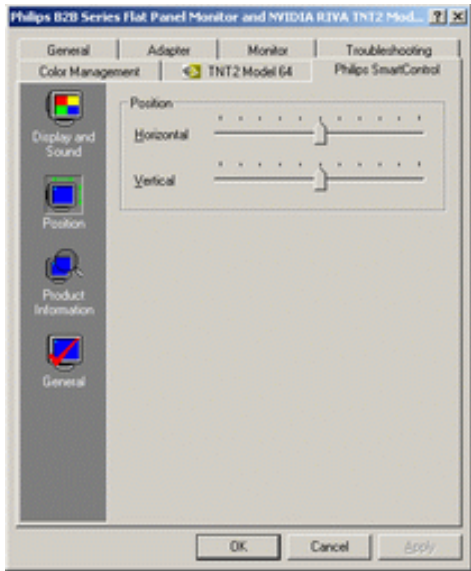 Philips B2B Series Flat Panel Monitor and NVIDIA RIVA TNT2 Mod...
General Adapter Monitor Troubleshooting
Color Management TNT2 Model 64 Philips SmartControl
Display and
Sound
Position
Product
Information
General
Position
Horizontal
Vertical
OK Cancel Apply